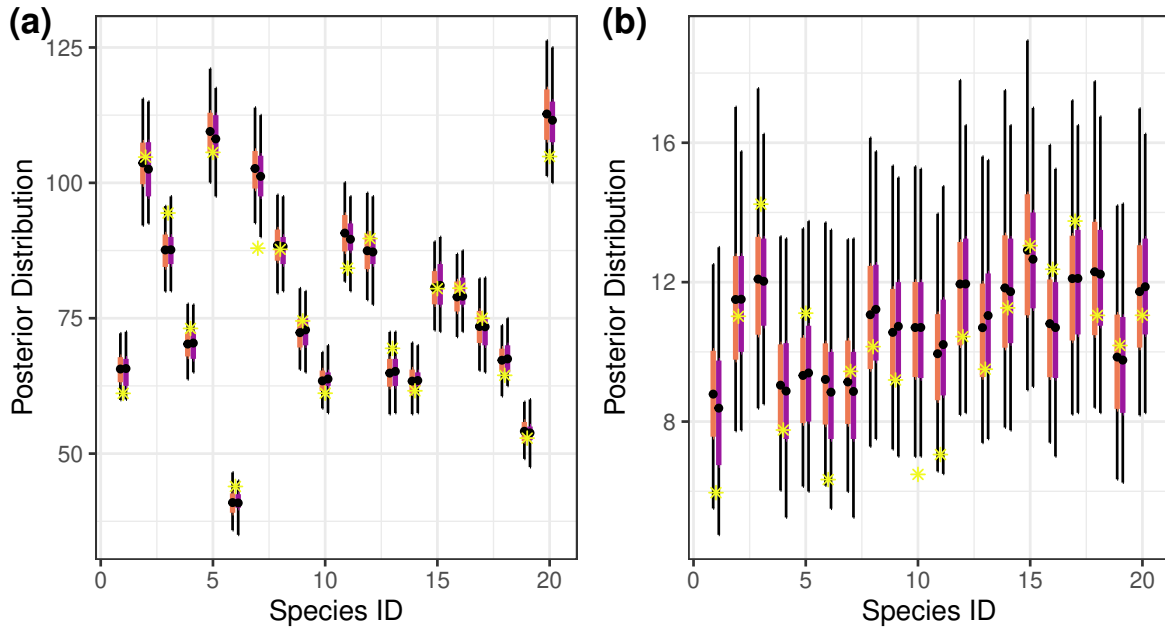 (a)
125
100
75
50
Posterior Distribution
0 5 10 15 20
Species ID
(b)
16
12
8
Posterior Distribution
0 5 10 15 20
Species ID